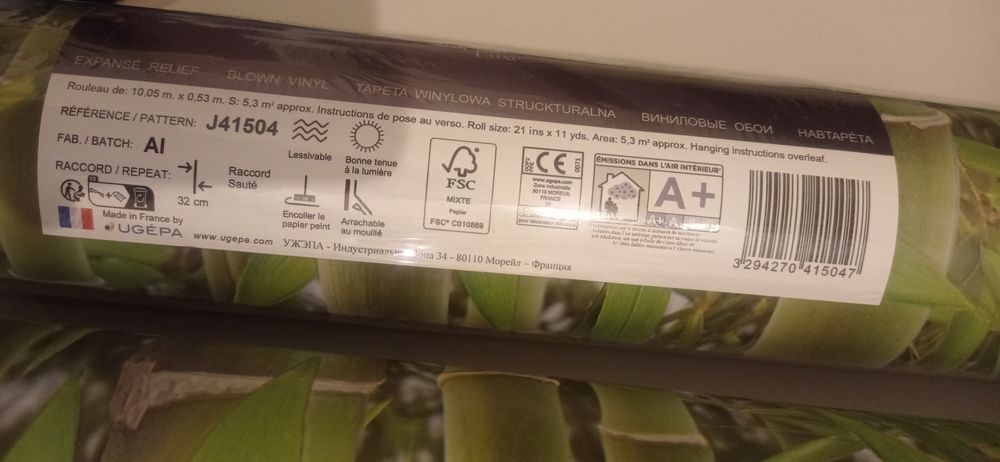 EXPANSÉ RELIEF BLOWN VINYL TAPETA WINYLOWA STRUCKTURALNA ВИНИЛОВЫЕ ОБОИ НАВТАРЕТА
Rouleau de: 10,05 m. x 0,53 m. S: 5,3 m² approx. Instructions de pose au verso. Roll size: 21 ins x 11 yds. Area: 5,3 m² approx. Hanging instructions overleaf.
RÉFÉRENCE / PATTERN: J41504
FAB. / BATCH: AI
RACCORD / REPEAT:
32 cm
Raccord
Sauté
Made in France by
UGÉPA
www.ugepa.com
Lessivable
Bonne tenue
à la lumière
Encoller le
papier peint
Arrachable
au mouillé
FSC
MIXTE
Papier
FSC® C010869
CE
0071
www.ugepa.com
Zone industrielle
80110 MOREUIL
FRANCE
ÉMISSIONS DANS L'AIR INTÉRIEUR*
A+
A+ A
3 294270 415047
УЖЭПА - Индустриальная зона 34 - 80110 Морейл – Франция